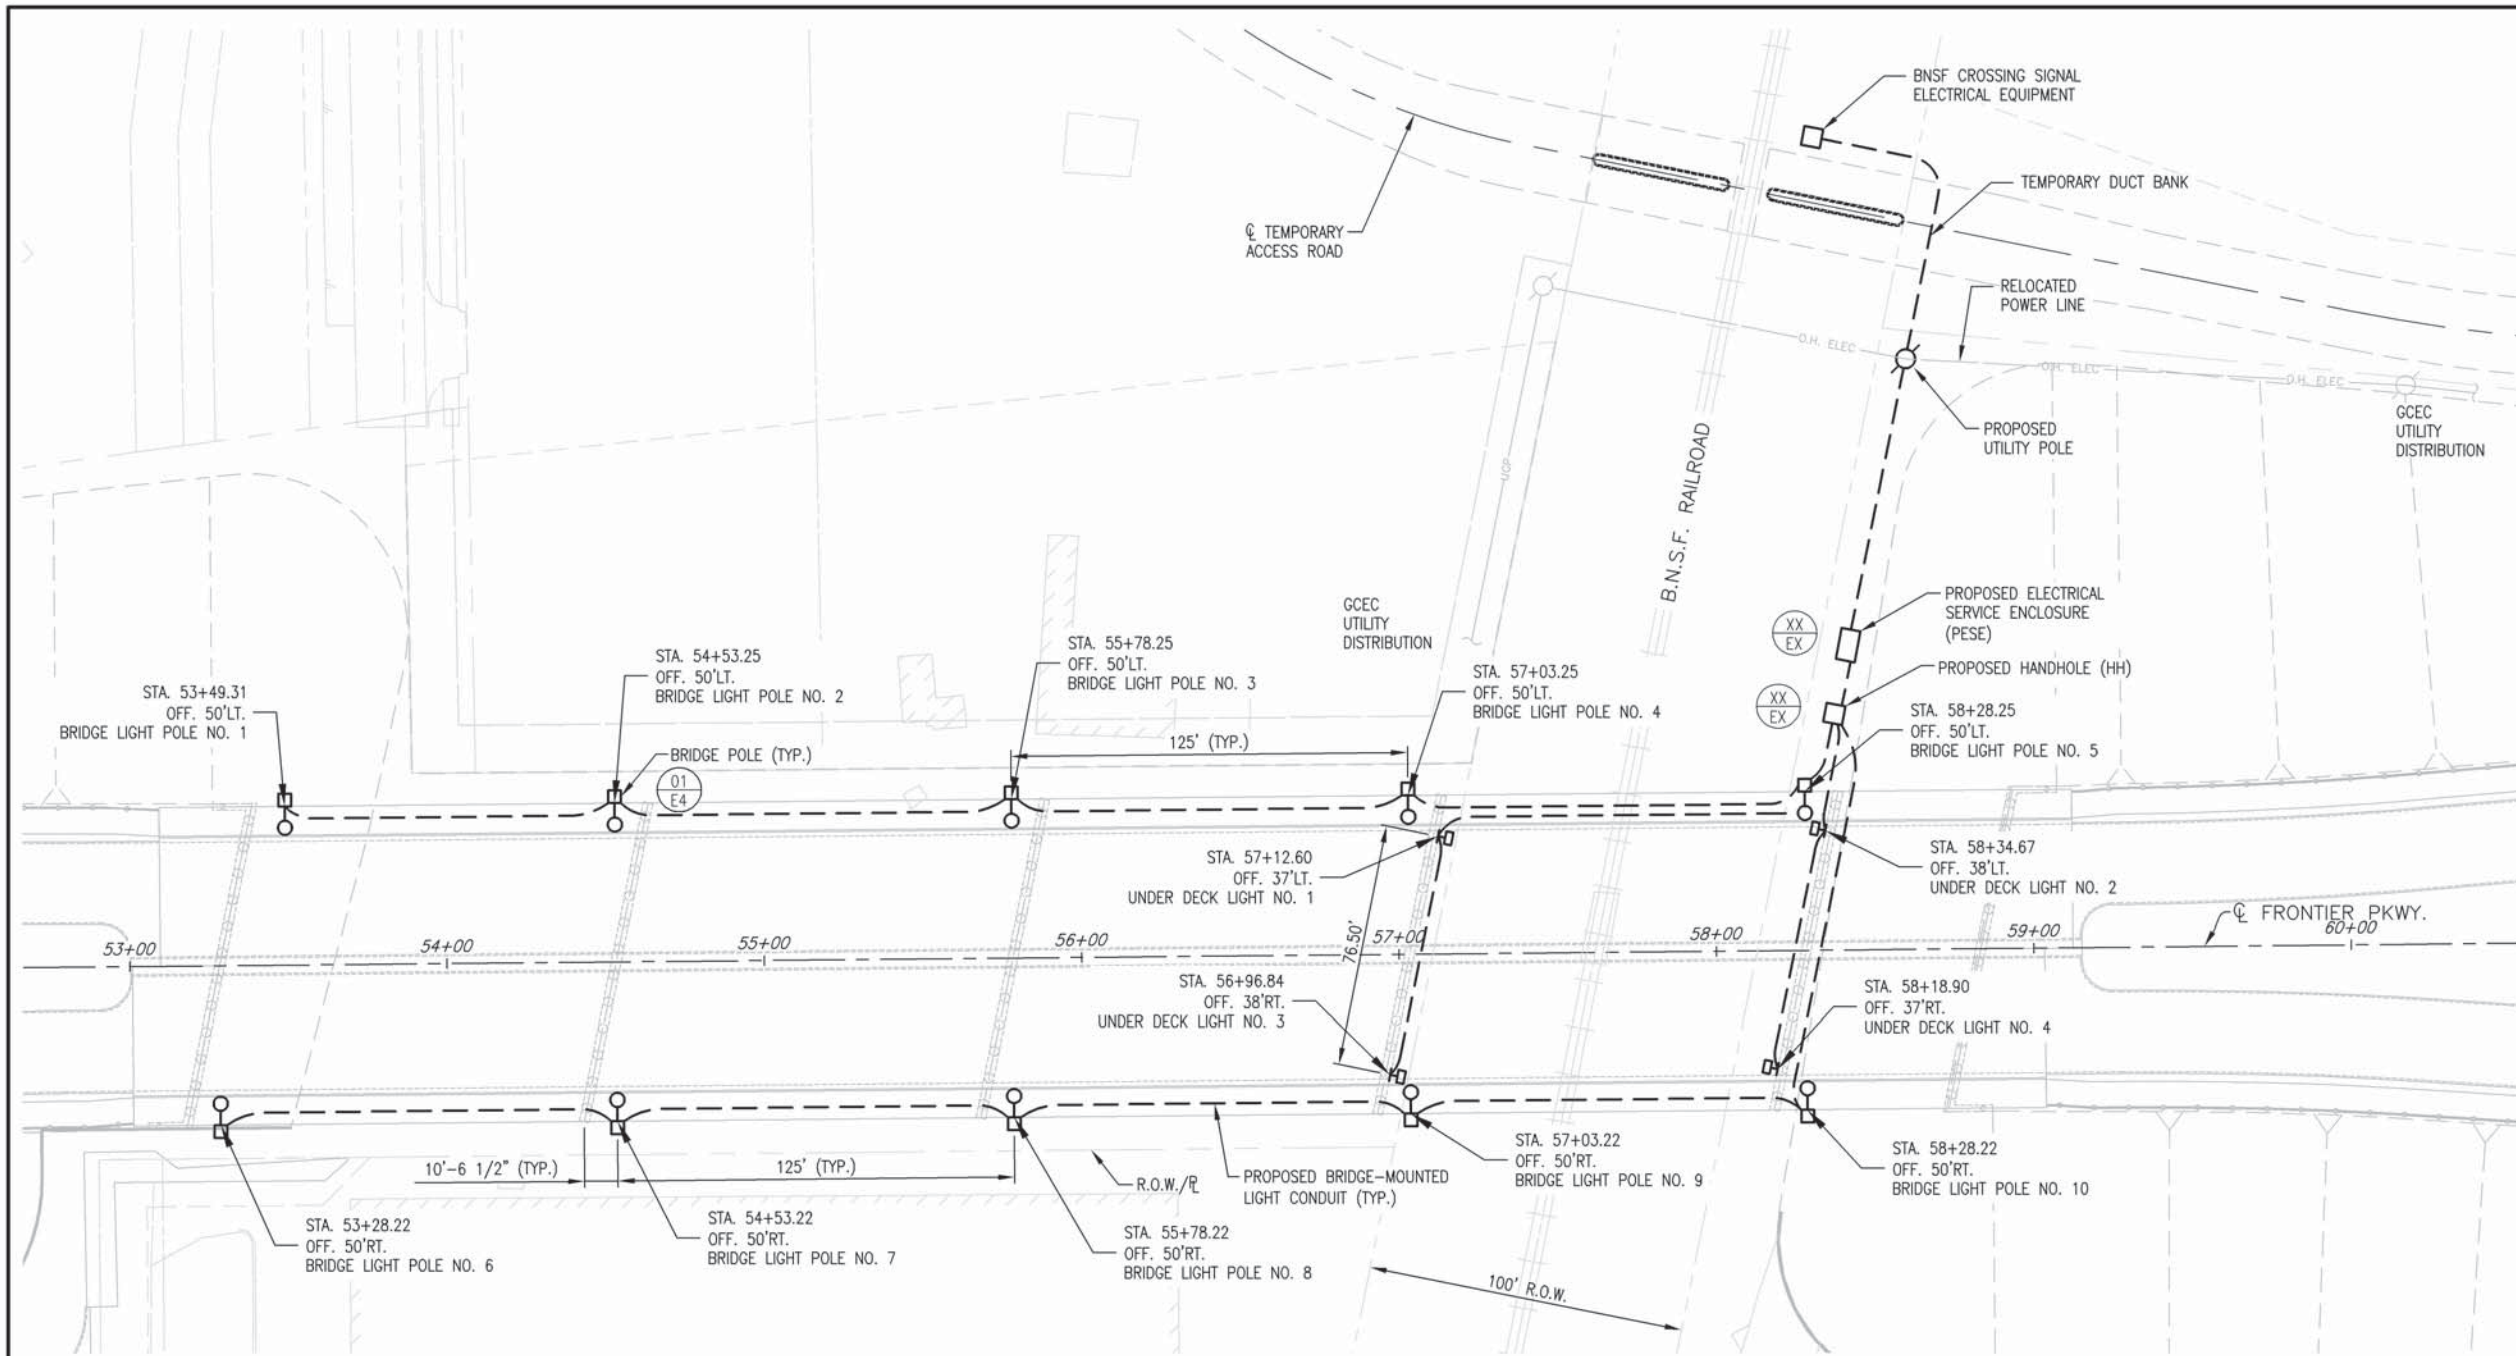 BNSF CROSSING SIGNAL
ELECTRICAL EQUIPMENT
TEMPORARY DUCT BANK
℄ TEMPORARY
ACCESS ROAD
RELOCATED
POWER LINE
O.H. ELEC
O.H. ELEC
O.H. ELEC
GCEC
UTILITY
DISTRIBUTION
PROPOSED
UTILITY POLE
UGP
B.N.S.F. RAILROAD
GCEC
UTILITY
DISTRIBUTION
PROPOSED ELECTRICAL
SERVICE ENCLOSURE
(PESE)
XX
EX
PROPOSED HANDHOLE (HH)
XX
EX
STA. 53+49.31
OFF. 50'LT.
BRIDGE LIGHT POLE NO. 1
STA. 54+53.25
OFF. 50'LT.
BRIDGE LIGHT POLE NO. 2
STA. 55+78.25
OFF. 50'LT.
BRIDGE LIGHT POLE NO. 3
STA. 57+03.25
OFF. 50'LT.
BRIDGE LIGHT POLE NO. 4
STA. 58+28.25
OFF. 50'LT.
BRIDGE LIGHT POLE NO. 5
BRIDGE POLE (TYP.)
01
E4
125' (TYP.)
STA. 57+12.60
OFF. 37'LT.
UNDER DECK LIGHT NO. 1
STA. 58+34.67
OFF. 38'LT.
UNDER DECK LIGHT NO. 2
℄ FRONTIER PKWY.
53+00
54+00
55+00
56+00
57+00
58+00
59+00
60+00
76.50'
STA. 56+96.84
OFF. 38'RT.
UNDER DECK LIGHT NO. 3
STA. 58+18.90
OFF. 37'RT.
UNDER DECK LIGHT NO. 4
10'-6 1/2" (TYP.)
125' (TYP.)
R.O.W./℄
PROPOSED BRIDGE-MOUNTED
LIGHT CONDUIT (TYP.)
STA. 53+28.22
OFF. 50'RT.
BRIDGE LIGHT POLE NO. 6
STA. 54+53.22
OFF. 50'RT.
BRIDGE LIGHT POLE NO. 7
STA. 55+78.22
OFF. 50'RT.
BRIDGE LIGHT POLE NO. 8
STA. 57+03.22
OFF. 50'RT.
BRIDGE LIGHT POLE NO. 9
STA. 58+28.22
OFF. 50'RT.
BRIDGE LIGHT POLE NO. 10
100' R.O.W.